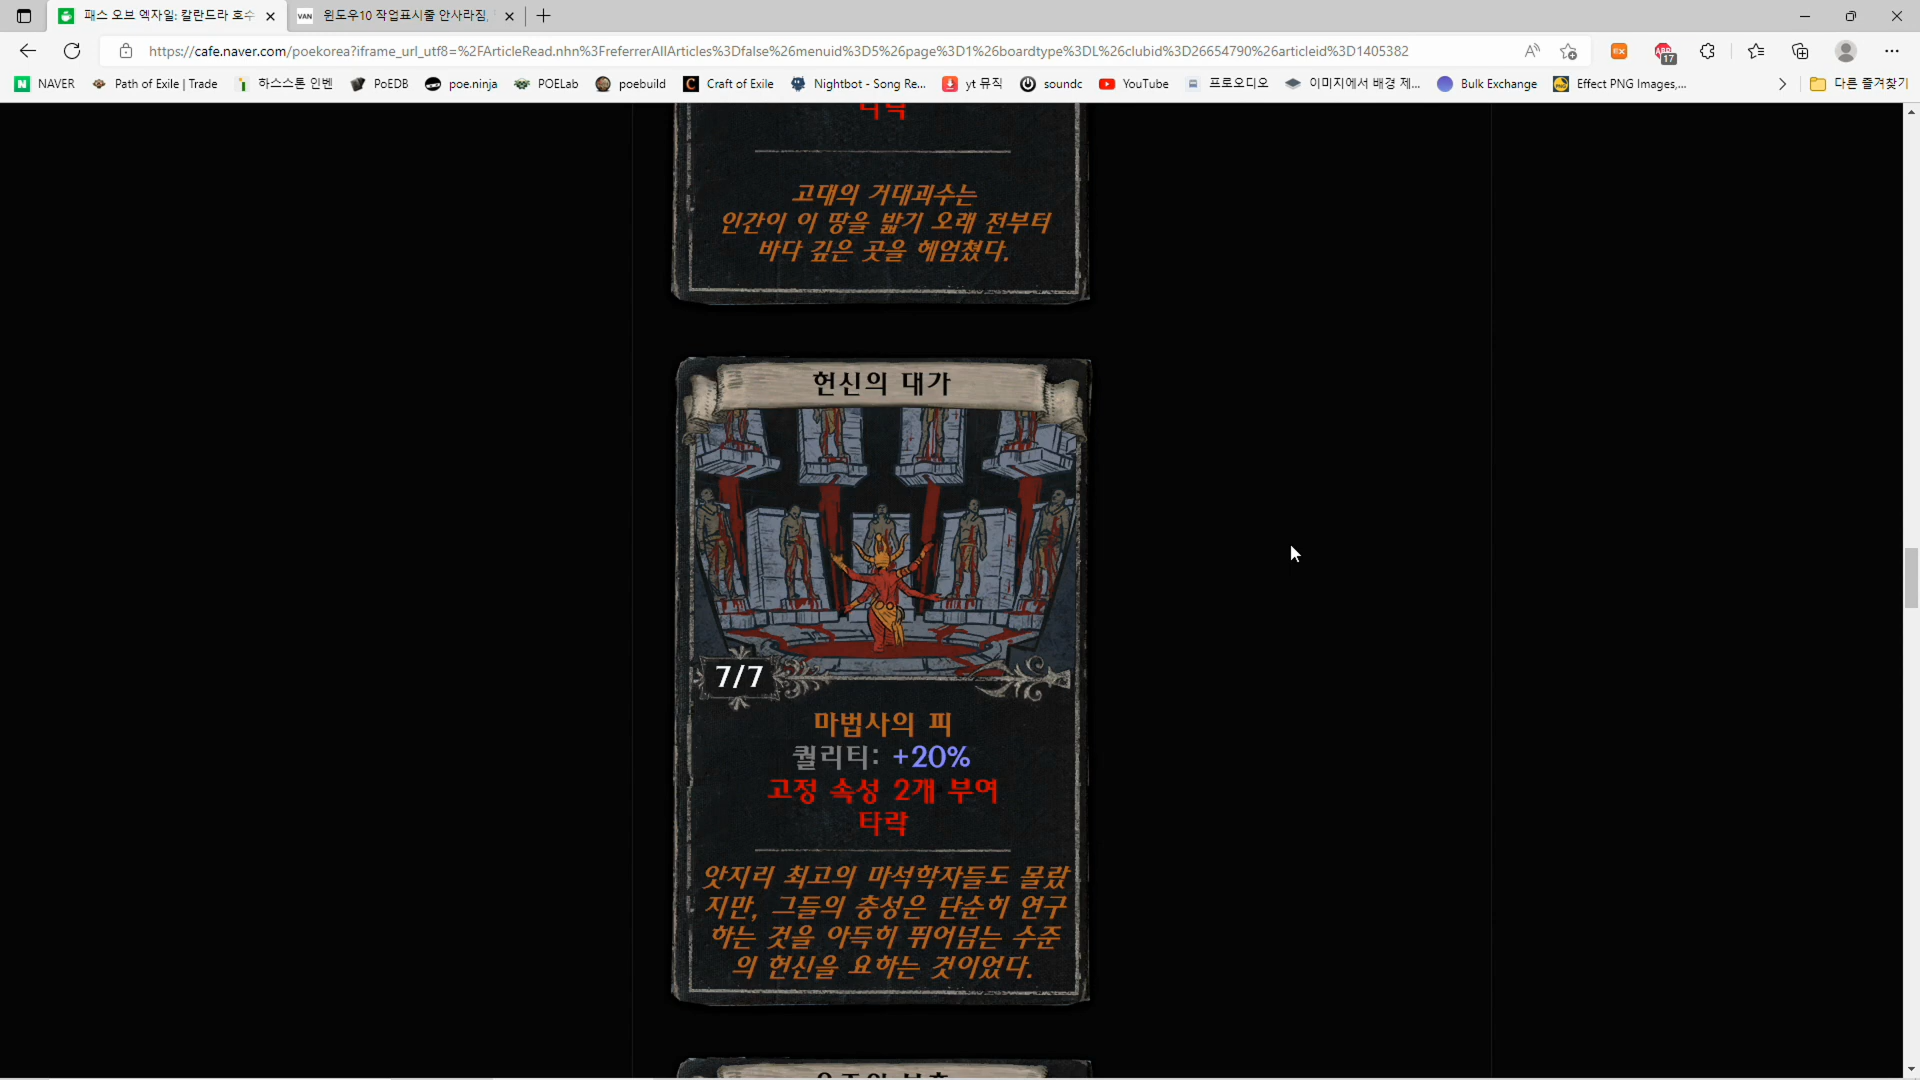 패스 오브 엑자일: 칼란드라 호수
윈도우10 작업표시줄 안사라짐,
https://cafe.naver.com/poekorea?iframe_url_utf8=%2FArticleRead.nhn%3FreferrerAllArticles%3Dfalse%26menuid%3D5%26page%3D1%26boardtype%3DL%26clubid%3D26654790%26articleid%3D1405382
17
NAVER
Path of Exile | Trade
하스스톤 인벤
PoEDB
poe.ninja
POELab
poebuild
Craft of Exile
Nightbot - Song Re...
yt 뮤직
soundc
YouTube
프로오디오
이미지에서 배경 제...
Bulk Exchange
Effect PNG Images,...
다른 즐겨찾기
타락
고대의 거대괴수는
인간이 이 땅을 밟기 오래 전부터
바다 깊은 곳을 헤엄쳤다.
헌신의 대가
7/7
마법사의 피
퀄리티: +20%
고정 속성 2개 부여
타락
앗지리 최고의 마석학자들도 몰랐
지만, 그들의 충성은 단순히 연구
하는 것을 아득히 뛰어넘는 수준
의 헌신을 요하는 것이었다.